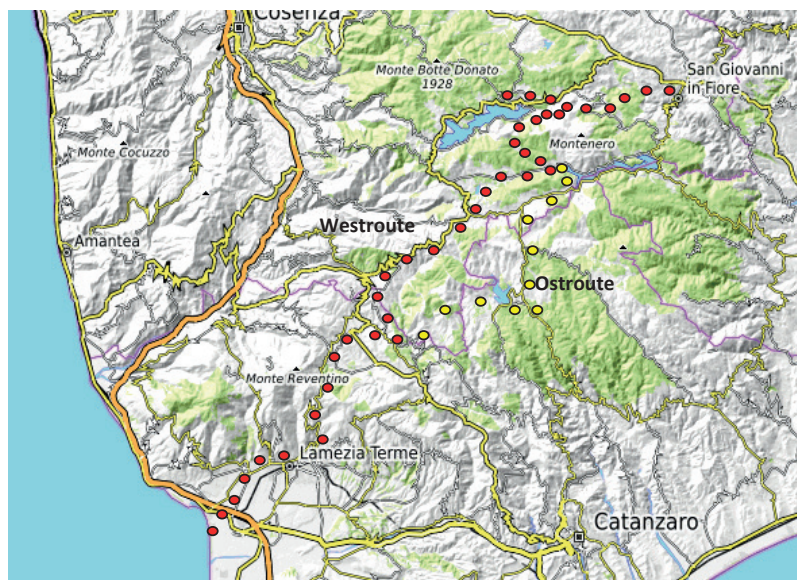 Cosenza
Monte Botte Donato
1928
San Giovanni
in Fiore
Monte Cocuzzo
Montenero
Amantea
Westroute
Ostroute
Monte Reventino
Lamezia Terme
Catanzaro